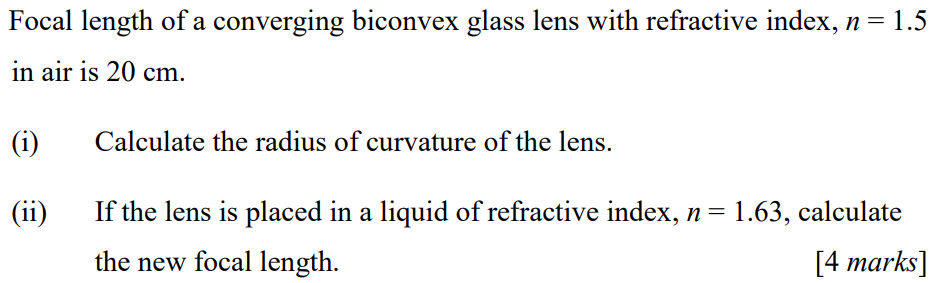 Focal length of a converging biconvex glass lens with refractive index, n = 1.5
in air is 20 cm.
(i) Calculate the radius of curvature of the lens.
(ii) If the lens is placed in a liquid of refractive index, n = 1.63, calculate
the new focal length. [4 marks]